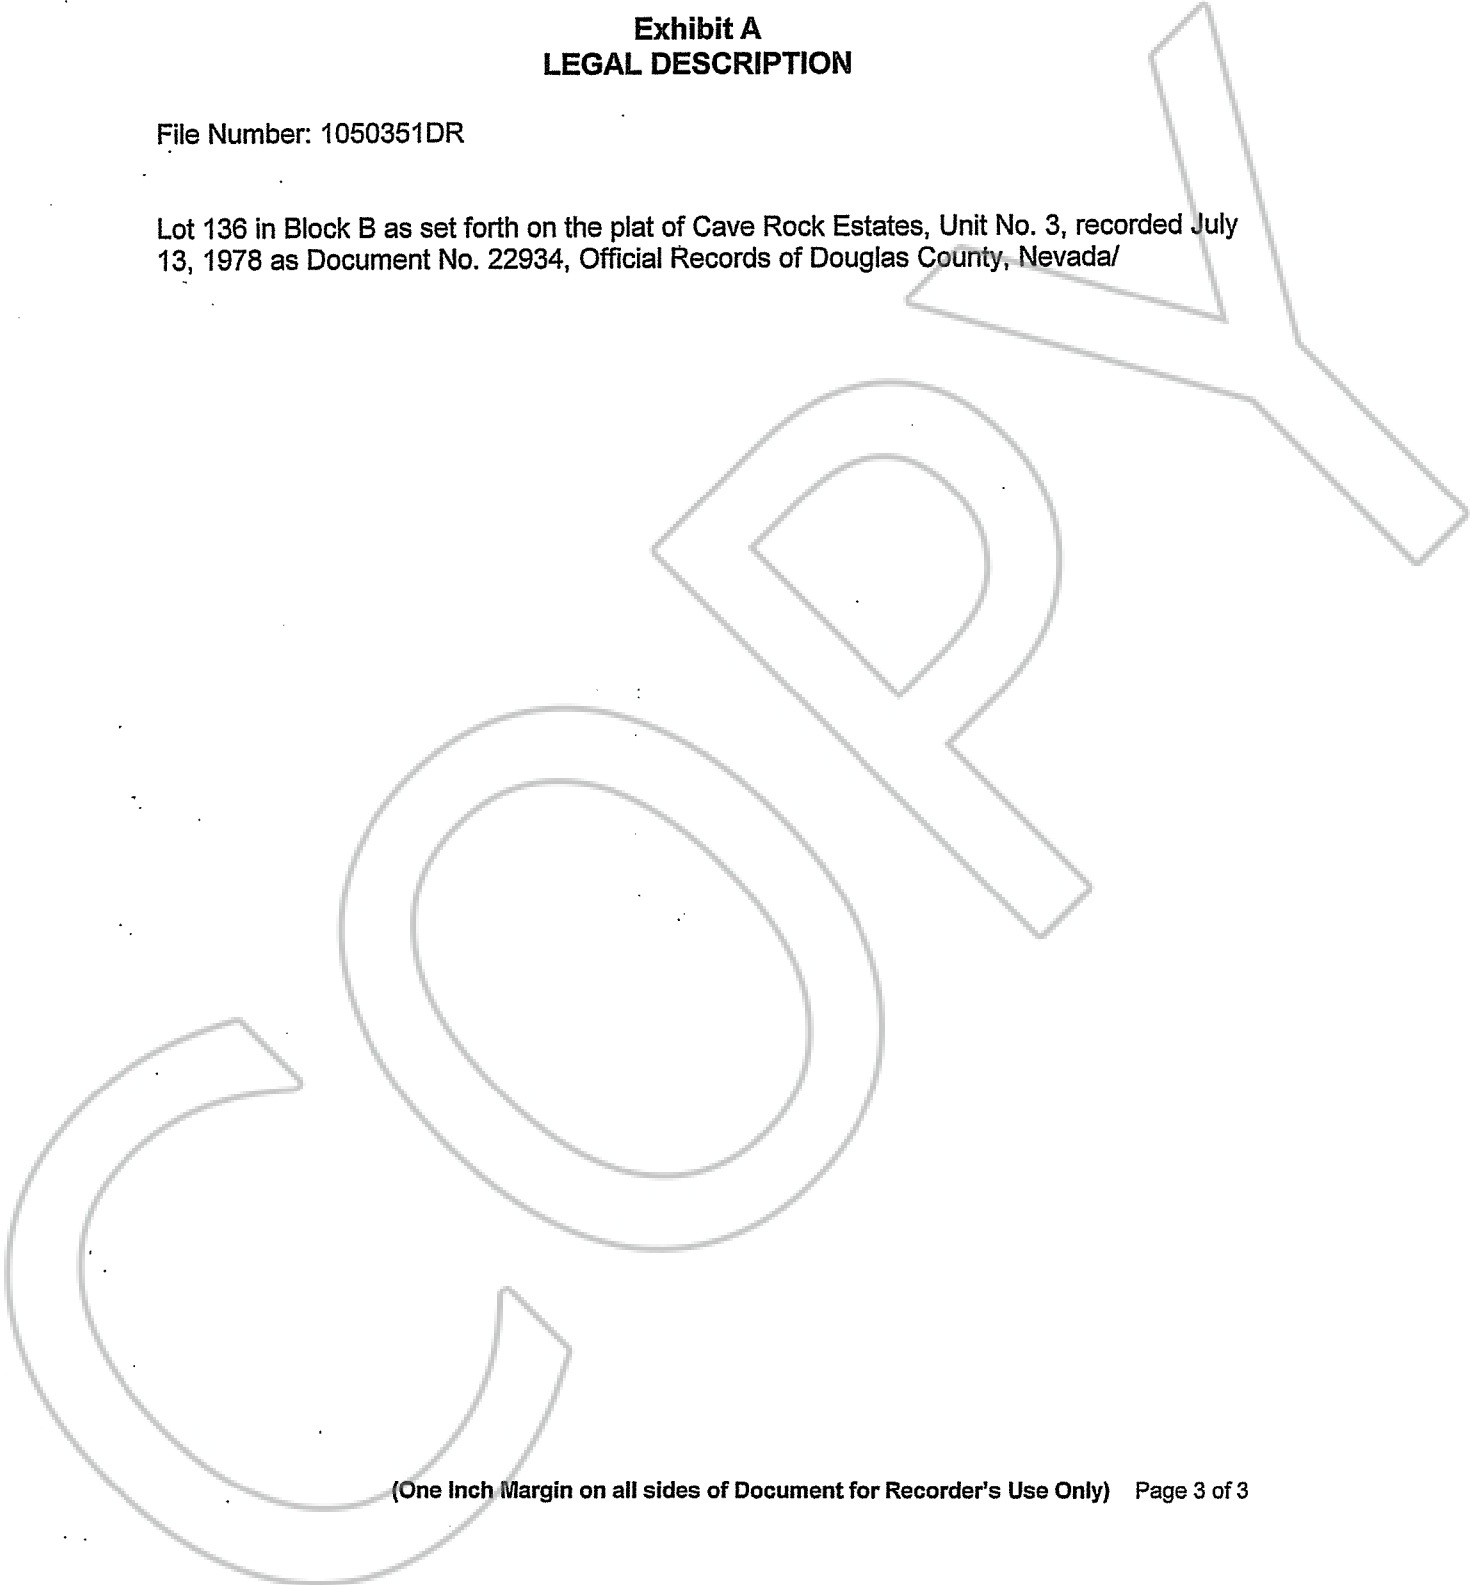 Exhibit A
LEGAL DESCRIPTION
File Number: 1050351DR
Lot 136 in Block B as set forth on the plat of Cave Rock Estates, Unit No. 3, recorded July
13, 1978 as Document No. 22934, Official Records of Douglas County, Nevada/
COPY
(One Inch Margin on all sides of Document for Recorder's Use Only) Page 3 of 3